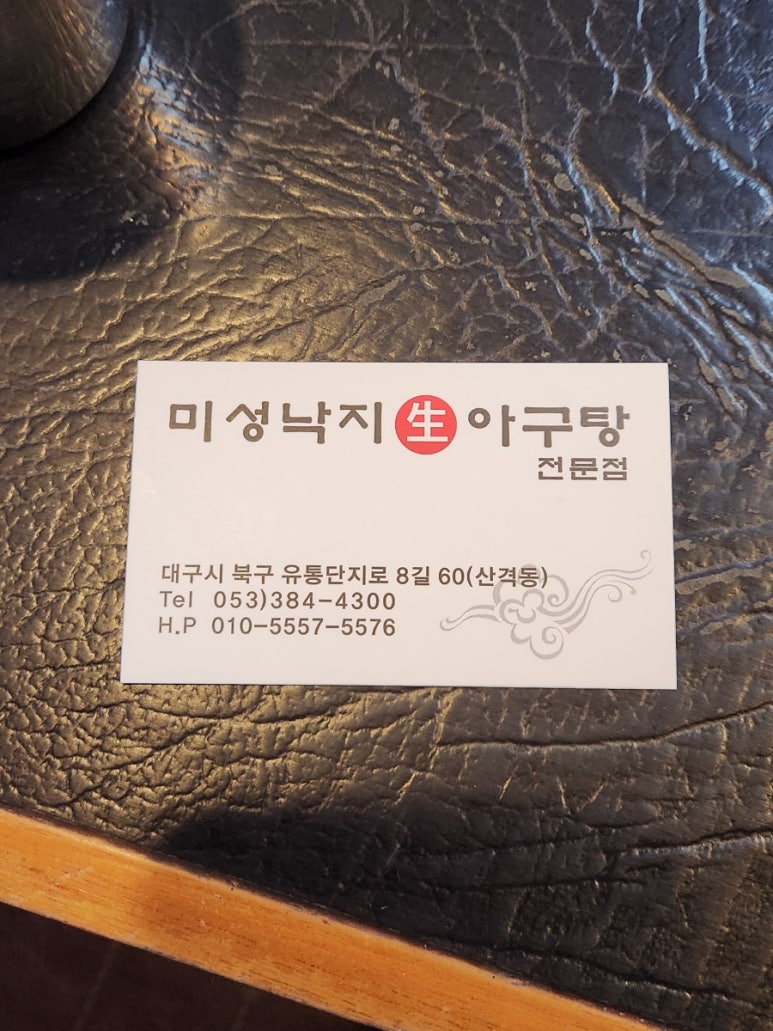 미성낙지生아구탕
전문점
대구시 북구 유통단지로 8길 60(산격동)
Tel 053)384-4300
H.P 010-5557-5576